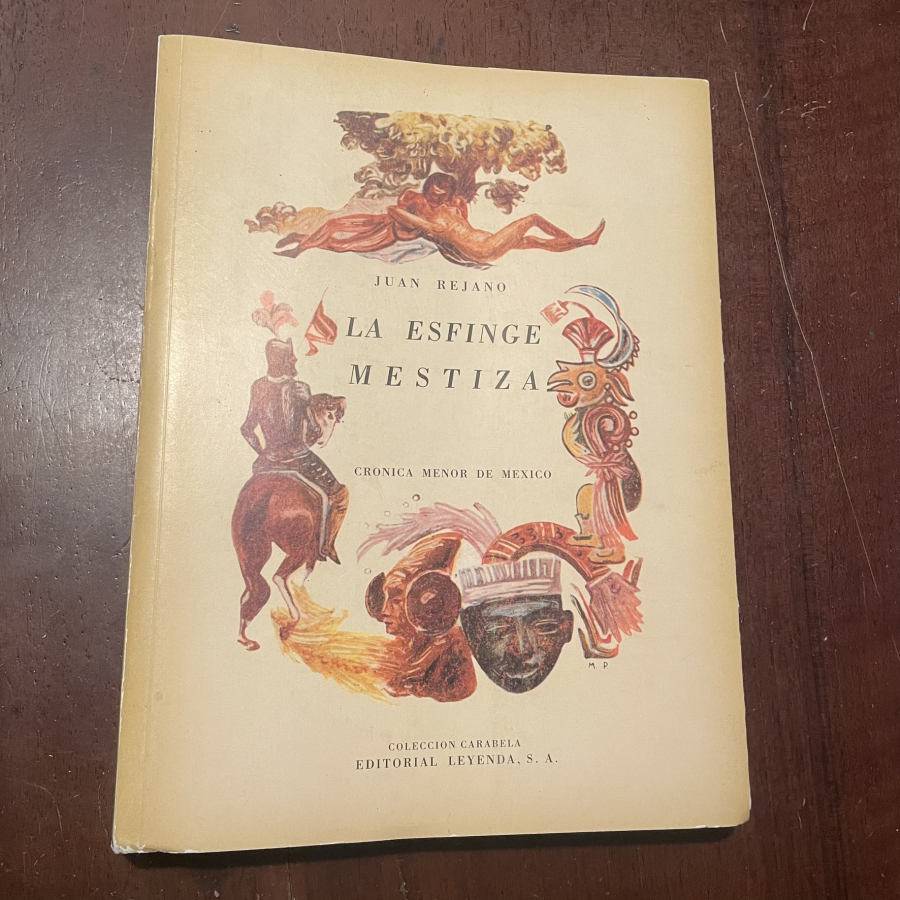 JUAN REJANO
LA ESFINGE
MESTIZA
CRONICA MENOR DE MEXICO
M P
COLECCION CARABELA
EDITORIAL LEYENDA, S. A.